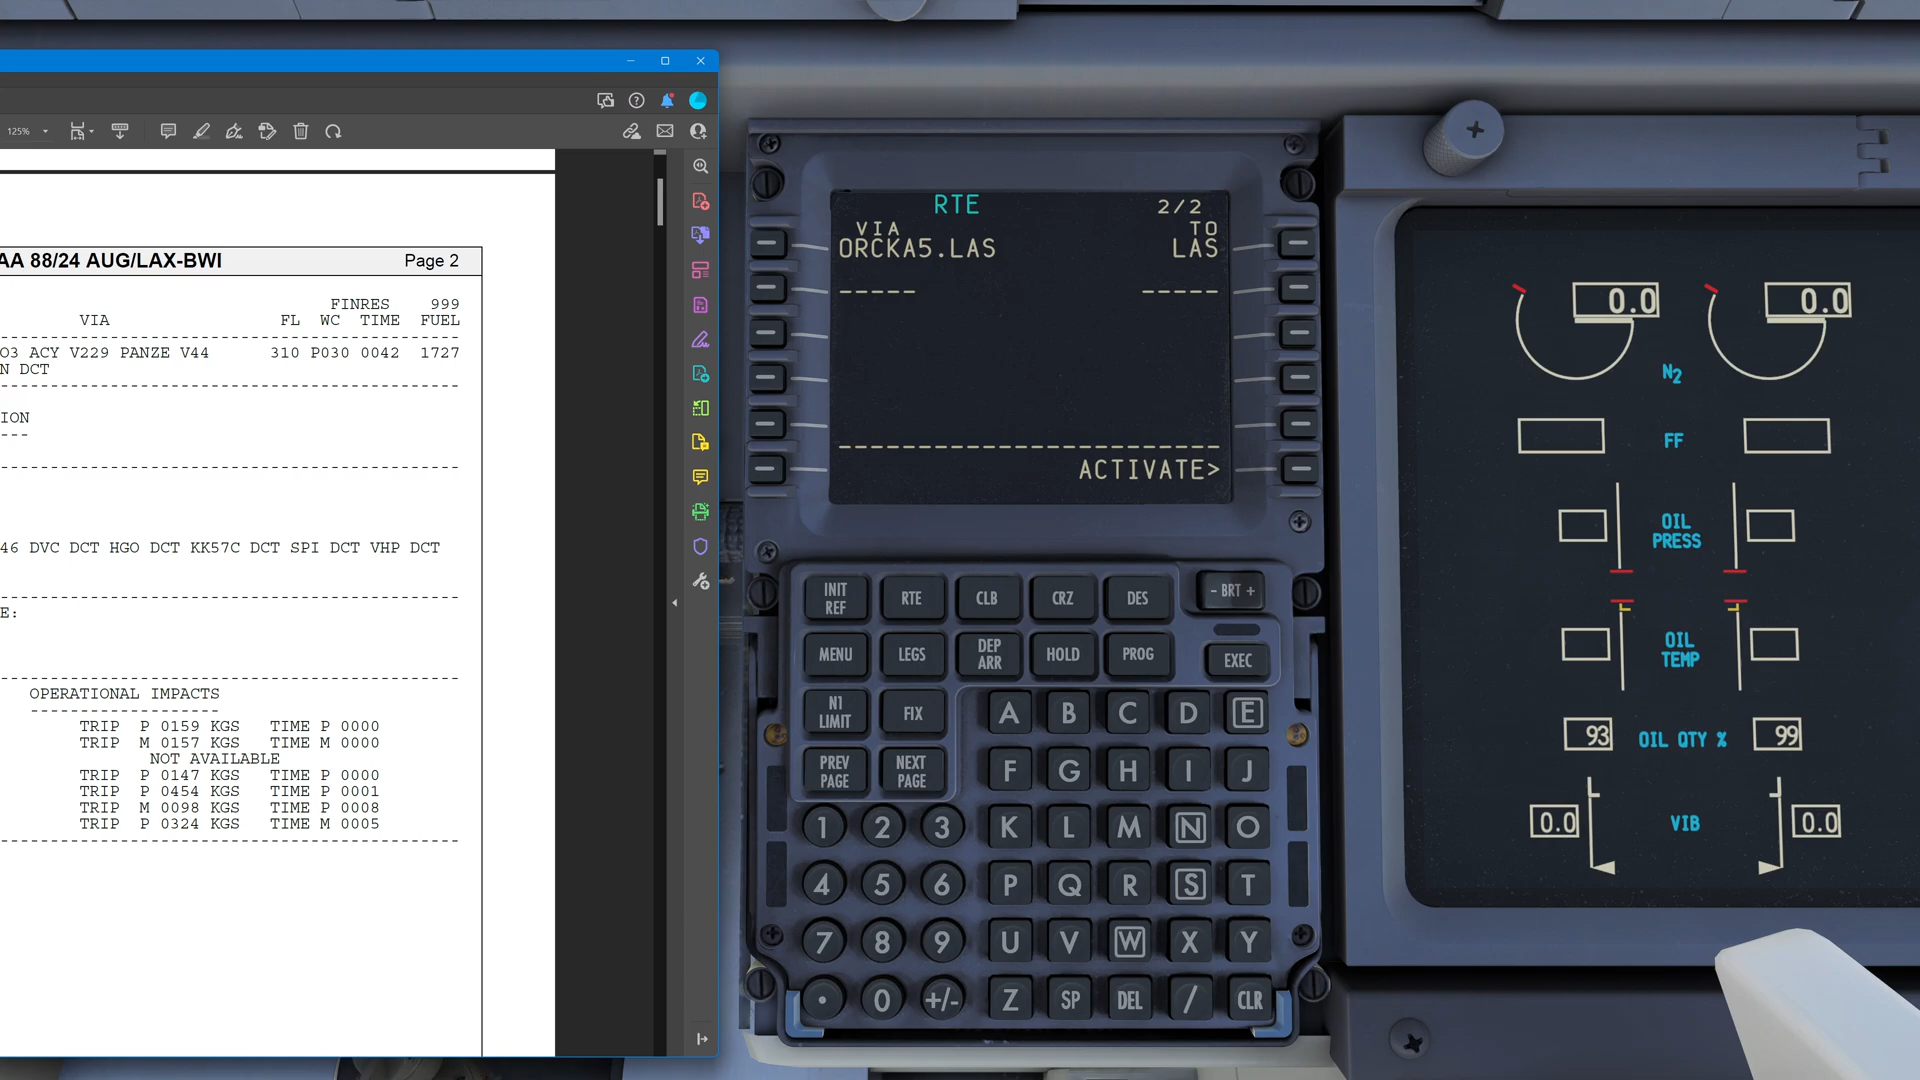 125%
AA 88/24 AUG/LAX-BWI Page 2
FINRES 999
VIA FL WC TIME FUEL
O3 ACY V229 PANZE V44 310 P030 0042 1727
N DCT
ION
46 DVC DCT HGO DCT KK57C DCT SPI DCT VHP DCT
E:
OPERATIONAL IMPACTS
TRIP P 0159 KGS TIME P 0000
TRIP M 0157 KGS TIME M 0000
NOT AVAILABLE
TRIP P 0147 KGS TIME P 0000
TRIP P 0454 KGS TIME P 0001
TRIP M 0098 KGS TIME P 0008
TRIP P 0324 KGS TIME M 0005
RTE 2/2
VIA TO
ORCKA5.LAS LAS
----- -----
ACTIVATE>
INIT REF RTE CLB CRZ DES - BRT +
MENU LEGS DEP ARR HOLD PROG EXEC
N1 LIMIT FIX A B C D E
PREV PAGE NEXT PAGE F G H I J
1 2 3 K L M N O
4 5 6 P Q R S T
7 8 9 U V W X Y
. 0 +/- Z SP DEL / CLR
0.0 0.0
N2
FF
OIL PRESS
OIL TEMP
93 OIL QTY % 99
0.0 VIB 0.0